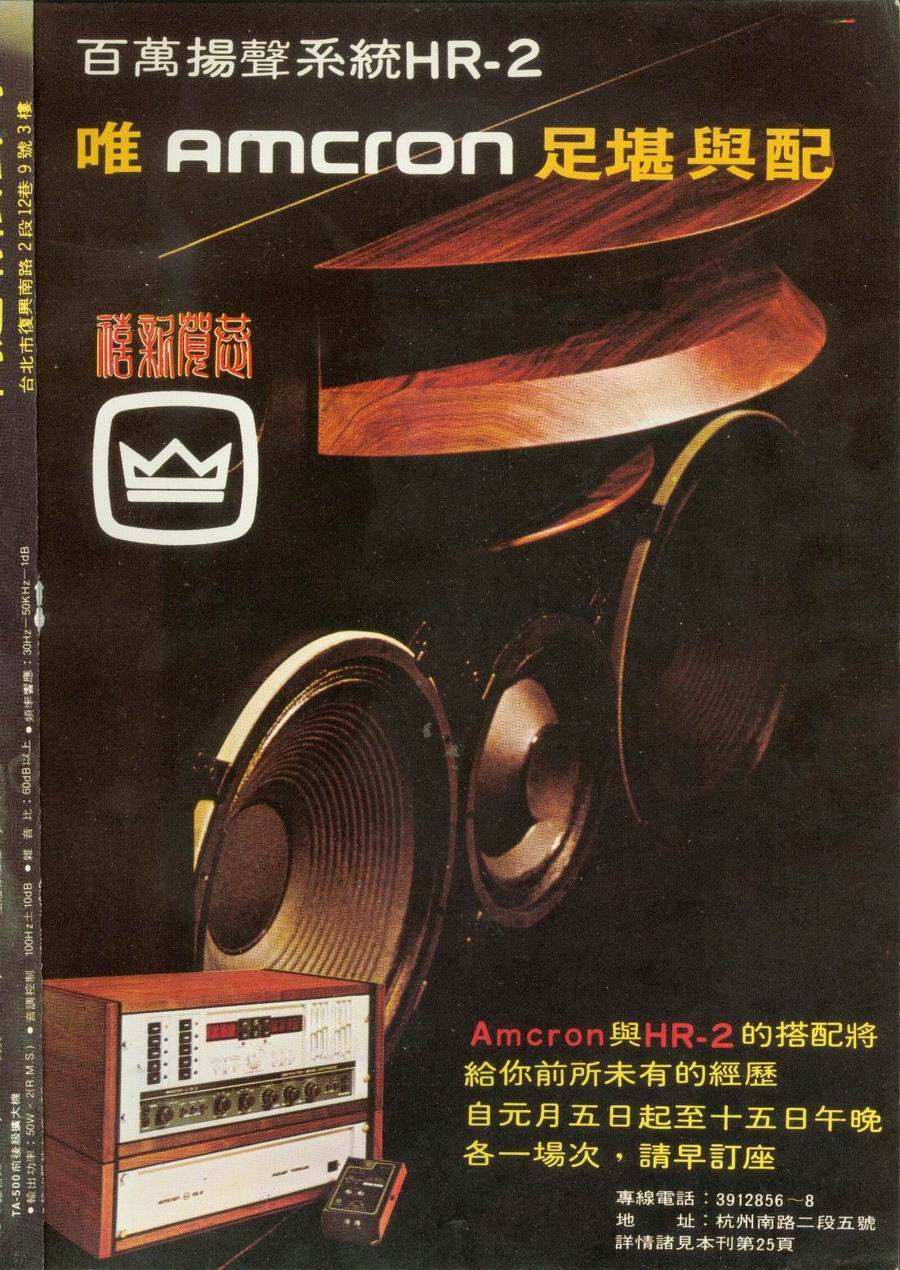 百萬揚聲系統HR-2
唯 AMCRON 足堪與配
恭賀新禧
Amcron與HR-2的搭配將
給你前所未有的經歷
自元月五日起至十五日午晚
各一場次，請早訂座
專線電話：3912856～8
地　　址：杭州南路二段五號
詳情諸見本刊第25頁
台北市復興南路2段12巷9號3樓
TA-500前後級擴大機
●輸出功率：50W×2(R.M.S.) ●音調控制 100Hz±10dB ●雜音比：60dB以上 ●頻率響應：30Hz－50KHz－1dB